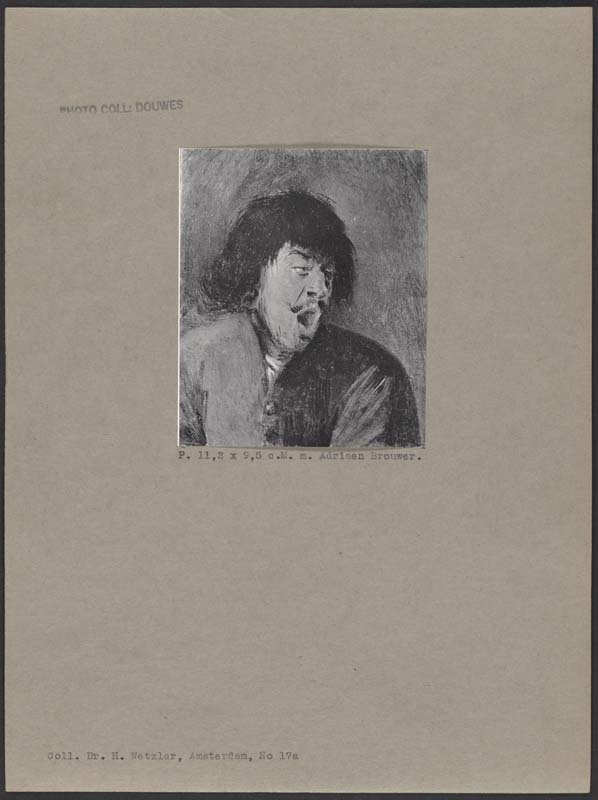 PHOTO COLL: DOUWES
P. 11,2 x 9,5 c.M. m. Adriaen Brouwer.
Coll. Dr. H. Wetzlar, Amsterdam, No 17a